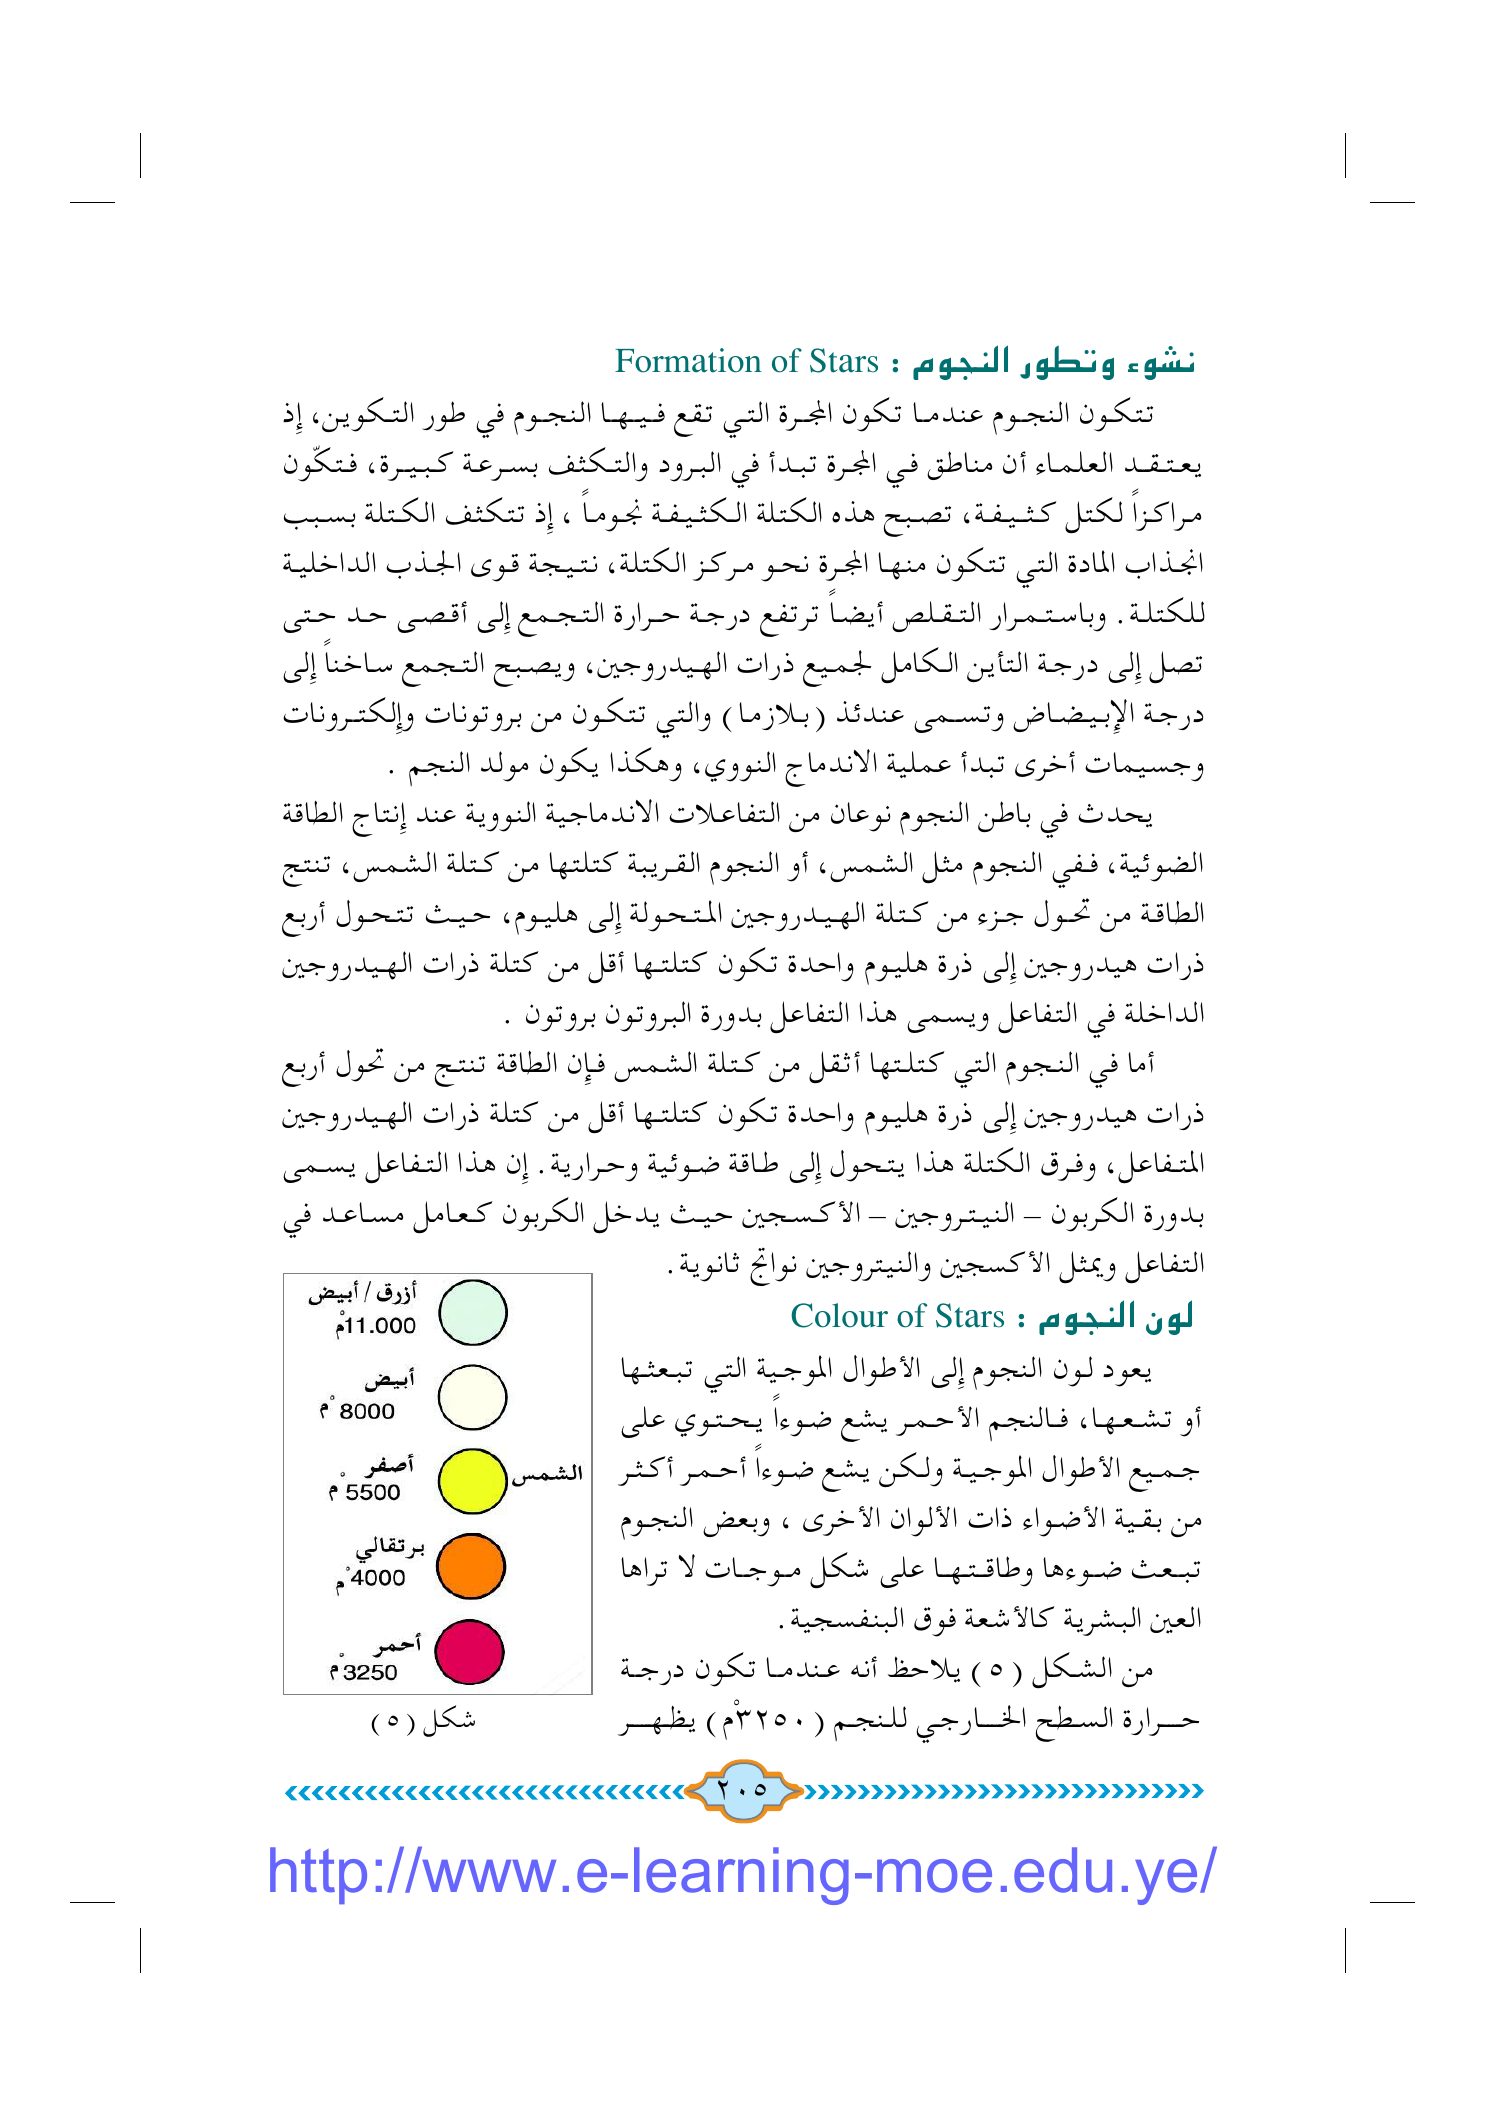 نشوء وتطور النجوم : Formation of Stars
تتكون النجوم عندما تكون المجرة التي تقع فيها النجوم في طور التكوين، إذ
يعتقد العلماء أن مناطق في المجرة تبدأ في البرود والتكثف بسرعة كبيرة، فتكّون
مراكزاً لكتل كثيفة، تصبح هذه الكتلة الكثيفة نجوماً ، إذ تتكثف الكتلة بسبب
انجذاب المادة التي تتكون منها المجرة نحو مركز الكتلة، نتيجة قوى الجذب الداخلية
للكتلة . وباستمرار التقلص أيضاً ترتفع درجة حرارة التجمع إلى أقصى حد حتى
تصل إلى درجة التأين الكامل لجميع ذرات الهيدروجين، ويصبح التجمع ساخناً إلى
درجة الإبيضاض وتسمى عندئذ ( بلازما ) والتي تتكون من بروتونات وإلكترونات
وجسيمات أخرى تبدأ عملية الاندماج النووي، وهكذا يكون مولد النجم .
يحدث في باطن النجوم نوعان من التفاعلات الاندماجية النووية عند إنتاج الطاقة
الضوئية، ففي النجوم مثل الشمس، أو النجوم القريبة كتلتها من كتلة الشمس، تنتج
الطاقة من تحول جزء من كتلة الهيدروجين المتحولة إلى هليوم، حيث تتحول أربع
ذرات هيدروجين إلى ذرة هليوم واحدة تكون كتلتها أقل من كتلة ذرات الهيدروجين
الداخلة في التفاعل ويسمى هذا التفاعل بدورة البروتون بروتون .
أما في النجوم التي كتلتها أثقل من كتلة الشمس فإن الطاقة تنتج من تحول أربع
ذرات هيدروجين إلى ذرة هليوم واحدة تكون كتلتها أقل من كتلة ذرات الهيدروجين
المتفاعل، وفرق الكتلة هذا يتحول إلى طاقة ضوئية وحرارية . إن هذا التفاعل يسمى
بدورة الكربون – النيتروجين – الأكسجين حيث يدخل الكربون كعامل مساعد في
التفاعل ويمثل الأكسجين والنيتروجين نواتج ثانوية .
لون النجوم : Colour of Stars
يعود لون النجوم إلى الأطوال الموجية التي تبعثها
أو تشعها، فالنجم الأحمر يشع ضوءاً يحتوي على
جميع الأطوال الموجية ولكن يشع ضوءاً أحمر أكثر
من بقية الأضواء ذات الألوان الأخرى ، وبعض النجوم
تبعث ضوءها وطاقتها على شكل موجات لا تراها
العين البشرية كالأشعة فوق البنفسجية .
من الشكل ( ٥ ) يلاحظ أنه عندما تكون درجة
حرارة السطح الخارجي للنجم ( ٣٢٥٠°م ) يظهر
أزرق / أبيض
11.000°م
أبيض
8000 °م
أصفر
5500 °م
الشمس
برتقالي
4000 °م
أحمر
3250 °م
شكل ( ٥ )
٢٠٥
http://www.e-learning-moe.edu.ye/